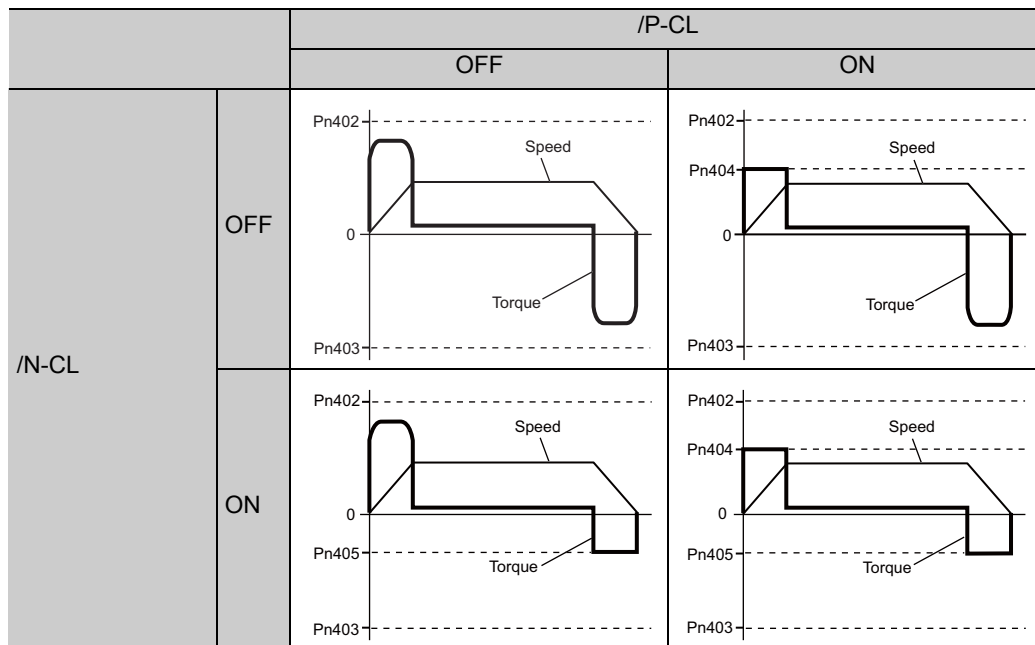 /P-CL
OFF
ON
/N-CL
OFF
Pn402
Speed
0
Torque
Pn403
Pn402
Speed
Pn404
0
Torque
Pn403
ON
Pn402
Speed
0
Pn405
Torque
Pn403
Pn402
Speed
Pn404
0
Pn405
Torque
Pn403